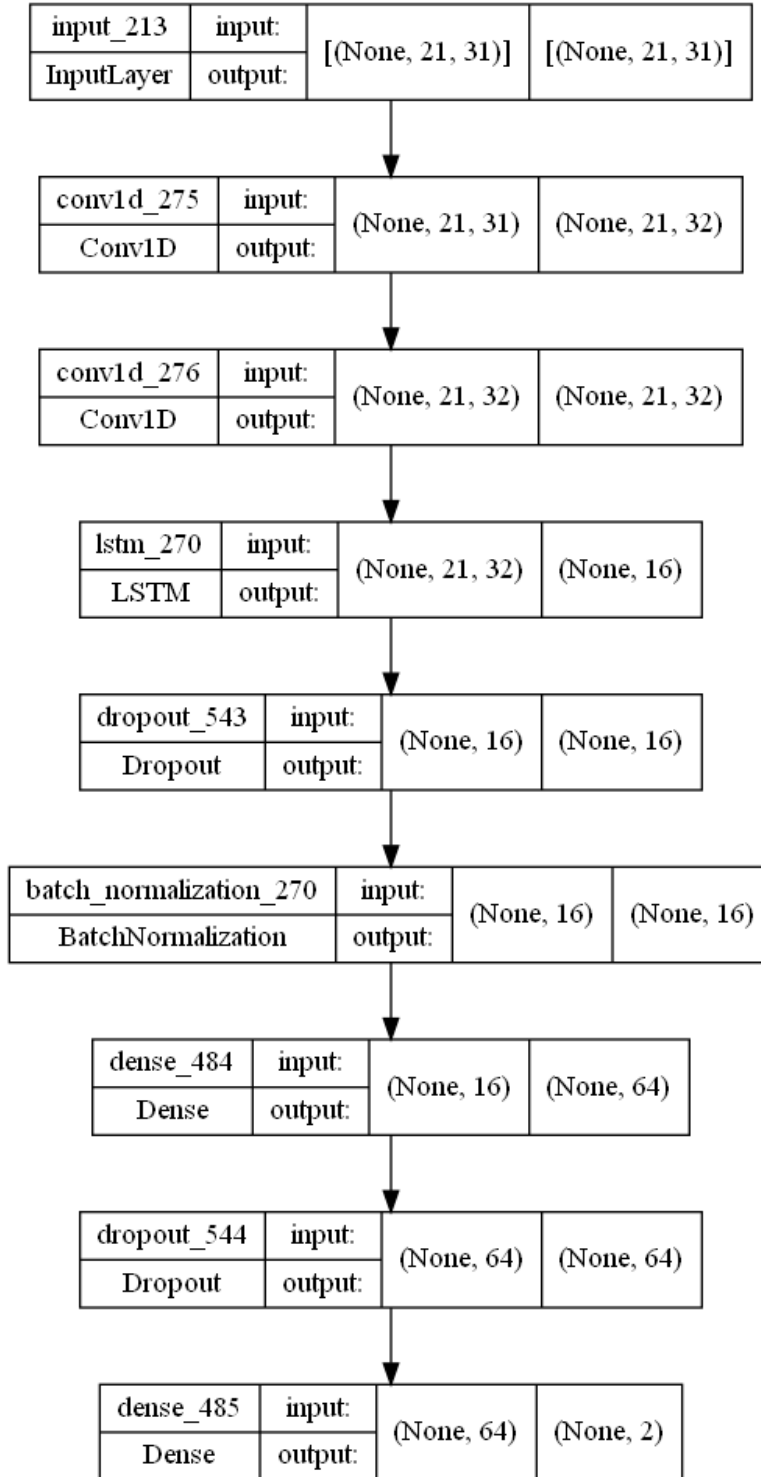 input_213 input: [(None, 21, 31)] [(None, 21, 31)]
InputLayer output:
conv1d_275 input: (None, 21, 31) (None, 21, 32)
Conv1D output:
conv1d_276 input: (None, 21, 32) (None, 21, 32)
Conv1D output:
lstm_270 input: (None, 21, 32) (None, 16)
LSTM output:
dropout_543 input: (None, 16) (None, 16)
Dropout output:
batch_normalization_270 input: (None, 16) (None, 16)
BatchNormalization output:
dense_484 input: (None, 16) (None, 64)
Dense output:
dropout_544 input: (None, 64) (None, 64)
Dropout output:
dense_485 input: (None, 64) (None, 2)
Dense output: